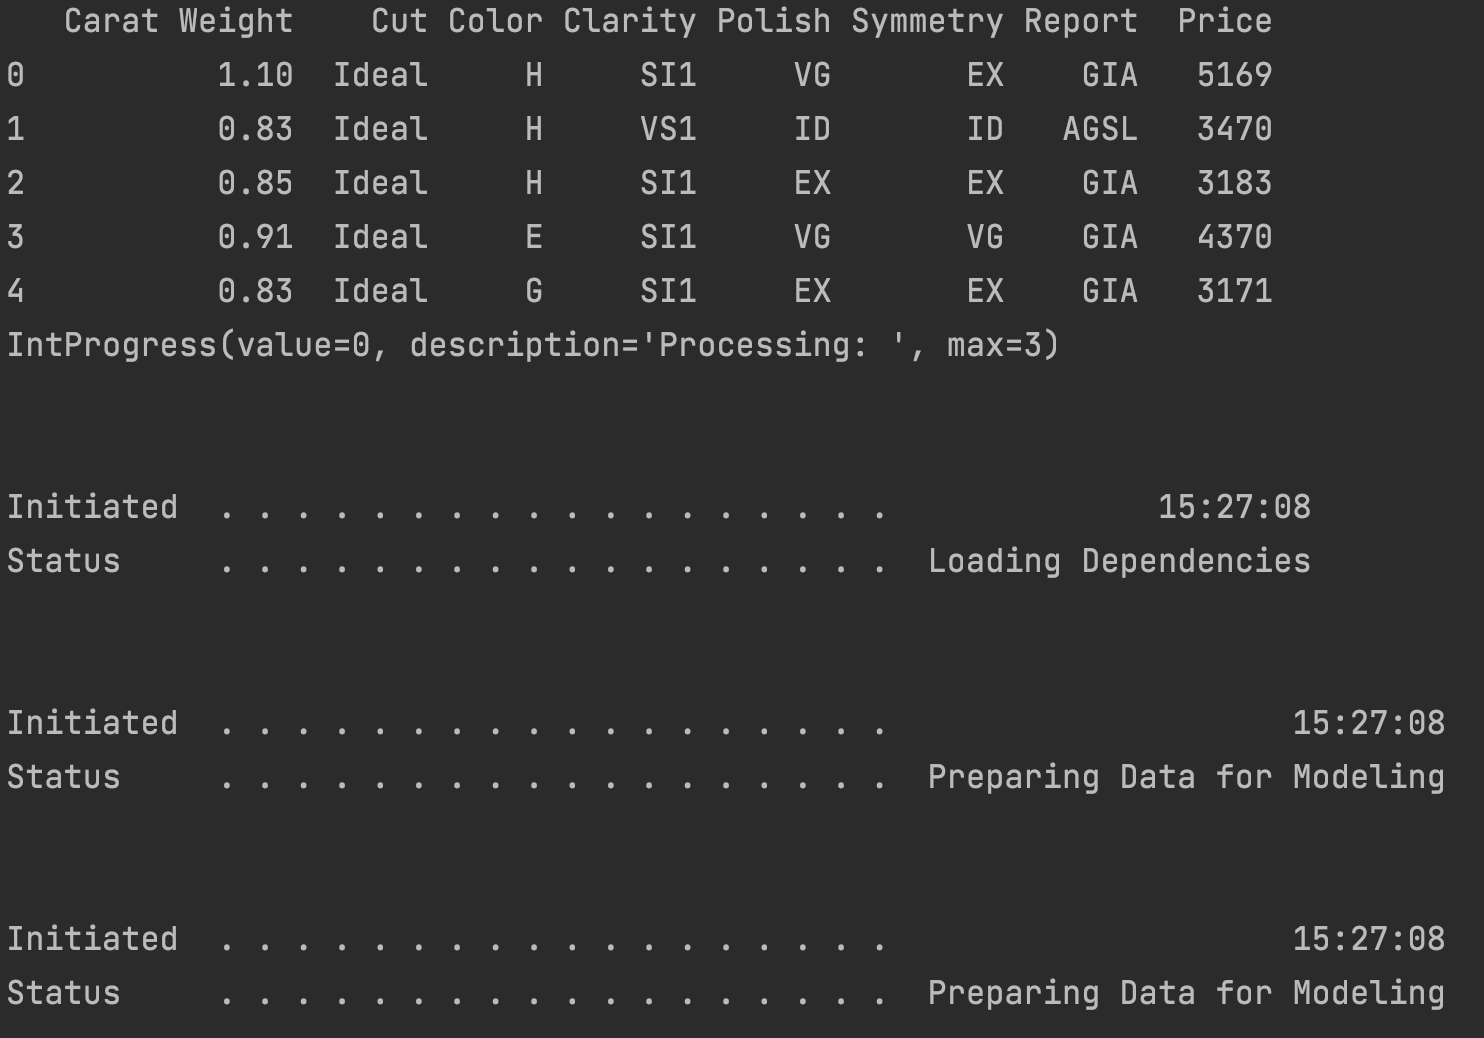 Carat Weight Cut Color Clarity Polish Symmetry Report Price
0 1.10 Ideal H SI1 VG EX GIA 5169
1 0.83 Ideal H VS1 ID ID AGSL 3470
2 0.85 Ideal H SI1 EX EX GIA 3183
3 0.91 Ideal E SI1 VG VG GIA 4370
4 0.83 Ideal G SI1 EX EX GIA 3171
IntProgress(value=0, description='Processing: ', max=3)
Initiated . . . . . . . . . . . . . . . . . . 15:27:08
Status . . . . . . . . . . . . . . . . . . Loading Dependencies
Initiated . . . . . . . . . . . . . . . . . . 15:27:08
Status . . . . . . . . . . . . . . . . . . Preparing Data for Modeling
Initiated . . . . . . . . . . . . . . . . . . 15:27:08
Status . . . . . . . . . . . . . . . . . . Preparing Data for Modeling